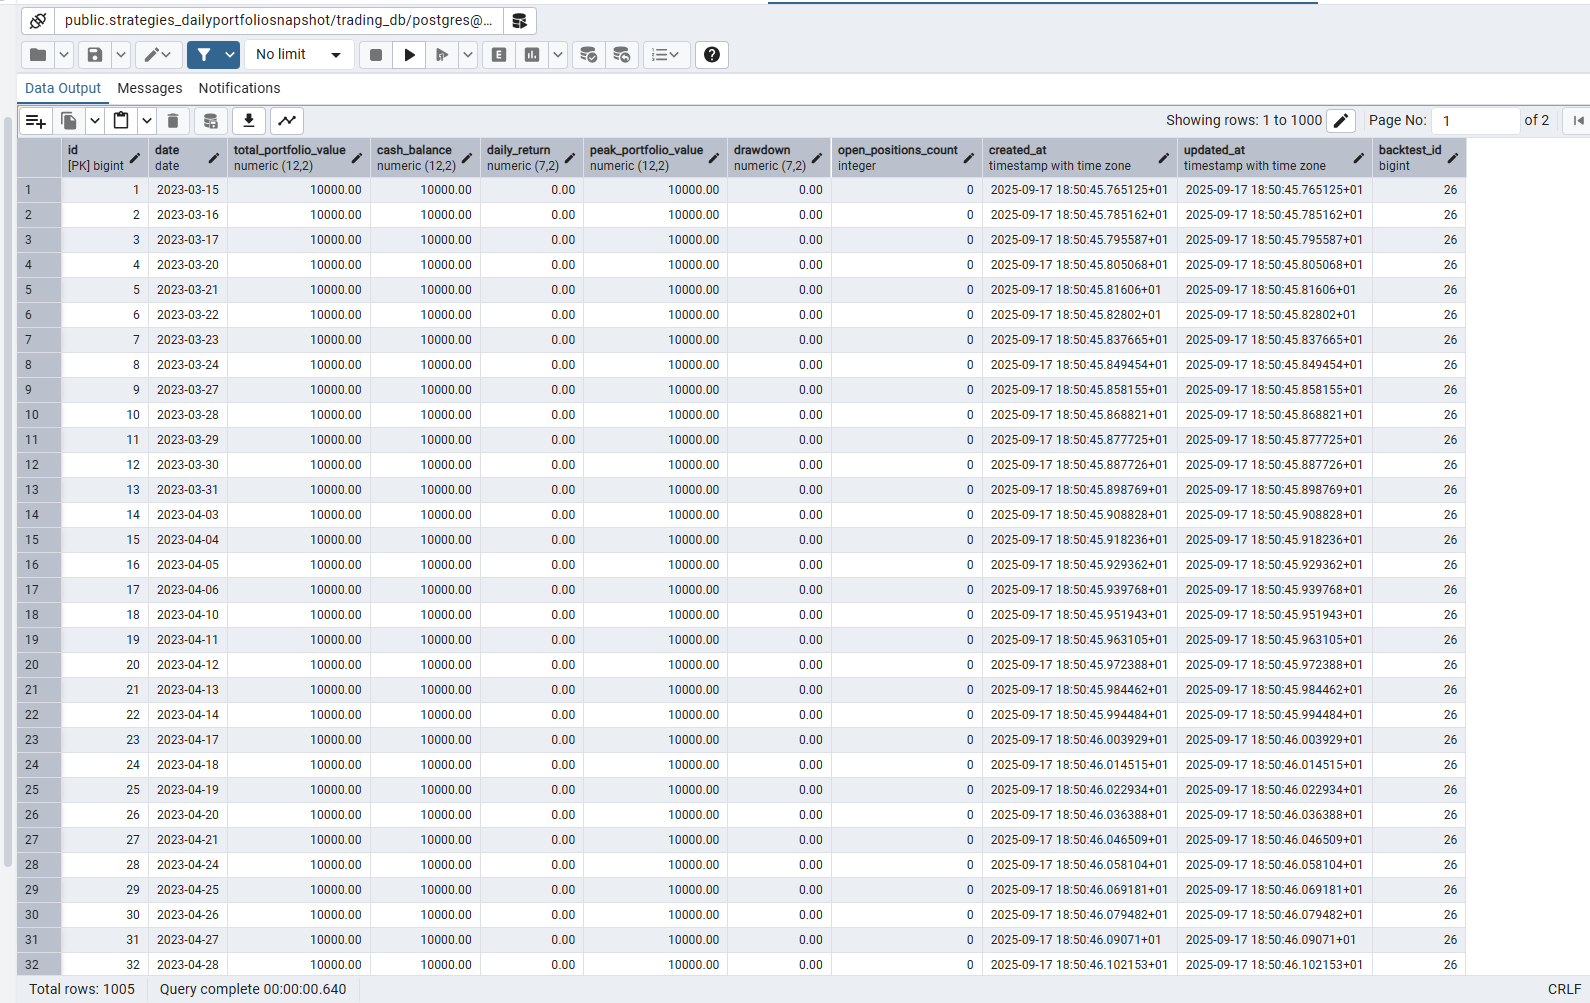 public.strategies_dailyportfoliosnapshot/trading_db/postgres@...
No limit
E
Data Output Messages Notifications
Showing rows: 1 to 1000 Page No: 1 of 2
id date total_portfolio_value cash_balance daily_return peak_portfolio_value drawdown open_positions_count created_at updated_at backtest_id
[PK] bigint date numeric (12,2) numeric (12,2) numeric (7,2) numeric (12,2) numeric (7,2) integer timestamp with time zone timestamp with time zone bigint
1 1 2023-03-15 10000.00 10000.00 0.00 10000.00 0.00 0 2025-09-17 18:50:45.765125+01 2025-09-17 18:50:45.765125+01 26
2 2 2023-03-16 10000.00 10000.00 0.00 10000.00 0.00 0 2025-09-17 18:50:45.785162+01 2025-09-17 18:50:45.785162+01 26
3 3 2023-03-17 10000.00 10000.00 0.00 10000.00 0.00 0 2025-09-17 18:50:45.795587+01 2025-09-17 18:50:45.795587+01 26
4 4 2023-03-20 10000.00 10000.00 0.00 10000.00 0.00 0 2025-09-17 18:50:45.805068+01 2025-09-17 18:50:45.805068+01 26
5 5 2023-03-21 10000.00 10000.00 0.00 10000.00 0.00 0 2025-09-17 18:50:45.81606+01 2025-09-17 18:50:45.81606+01 26
6 6 2023-03-22 10000.00 10000.00 0.00 10000.00 0.00 0 2025-09-17 18:50:45.82802+01 2025-09-17 18:50:45.82802+01 26
7 7 2023-03-23 10000.00 10000.00 0.00 10000.00 0.00 0 2025-09-17 18:50:45.837665+01 2025-09-17 18:50:45.837665+01 26
8 8 2023-03-24 10000.00 10000.00 0.00 10000.00 0.00 0 2025-09-17 18:50:45.849454+01 2025-09-17 18:50:45.849454+01 26
9 9 2023-03-27 10000.00 10000.00 0.00 10000.00 0.00 0 2025-09-17 18:50:45.858155+01 2025-09-17 18:50:45.858155+01 26
10 10 2023-03-28 10000.00 10000.00 0.00 10000.00 0.00 0 2025-09-17 18:50:45.868821+01 2025-09-17 18:50:45.868821+01 26
11 11 2023-03-29 10000.00 10000.00 0.00 10000.00 0.00 0 2025-09-17 18:50:45.877725+01 2025-09-17 18:50:45.877725+01 26
12 12 2023-03-30 10000.00 10000.00 0.00 10000.00 0.00 0 2025-09-17 18:50:45.887726+01 2025-09-17 18:50:45.887726+01 26
13 13 2023-03-31 10000.00 10000.00 0.00 10000.00 0.00 0 2025-09-17 18:50:45.898769+01 2025-09-17 18:50:45.898769+01 26
14 14 2023-04-03 10000.00 10000.00 0.00 10000.00 0.00 0 2025-09-17 18:50:45.908828+01 2025-09-17 18:50:45.908828+01 26
15 15 2023-04-04 10000.00 10000.00 0.00 10000.00 0.00 0 2025-09-17 18:50:45.918236+01 2025-09-17 18:50:45.918236+01 26
16 16 2023-04-05 10000.00 10000.00 0.00 10000.00 0.00 0 2025-09-17 18:50:45.929362+01 2025-09-17 18:50:45.929362+01 26
17 17 2023-04-06 10000.00 10000.00 0.00 10000.00 0.00 0 2025-09-17 18:50:45.939768+01 2025-09-17 18:50:45.939768+01 26
18 18 2023-04-10 10000.00 10000.00 0.00 10000.00 0.00 0 2025-09-17 18:50:45.951943+01 2025-09-17 18:50:45.951943+01 26
19 19 2023-04-11 10000.00 10000.00 0.00 10000.00 0.00 0 2025-09-17 18:50:45.963105+01 2025-09-17 18:50:45.963105+01 26
20 20 2023-04-12 10000.00 10000.00 0.00 10000.00 0.00 0 2025-09-17 18:50:45.972388+01 2025-09-17 18:50:45.972388+01 26
21 21 2023-04-13 10000.00 10000.00 0.00 10000.00 0.00 0 2025-09-17 18:50:45.984462+01 2025-09-17 18:50:45.984462+01 26
22 22 2023-04-14 10000.00 10000.00 0.00 10000.00 0.00 0 2025-09-17 18:50:45.994484+01 2025-09-17 18:50:45.994484+01 26
23 23 2023-04-17 10000.00 10000.00 0.00 10000.00 0.00 0 2025-09-17 18:50:46.003929+01 2025-09-17 18:50:46.003929+01 26
24 24 2023-04-18 10000.00 10000.00 0.00 10000.00 0.00 0 2025-09-17 18:50:46.014515+01 2025-09-17 18:50:46.014515+01 26
25 25 2023-04-19 10000.00 10000.00 0.00 10000.00 0.00 0 2025-09-17 18:50:46.022934+01 2025-09-17 18:50:46.022934+01 26
26 26 2023-04-20 10000.00 10000.00 0.00 10000.00 0.00 0 2025-09-17 18:50:46.036388+01 2025-09-17 18:50:46.036388+01 26
27 27 2023-04-21 10000.00 10000.00 0.00 10000.00 0.00 0 2025-09-17 18:50:46.046509+01 2025-09-17 18:50:46.046509+01 26
28 28 2023-04-24 10000.00 10000.00 0.00 10000.00 0.00 0 2025-09-17 18:50:46.058104+01 2025-09-17 18:50:46.058104+01 26
29 29 2023-04-25 10000.00 10000.00 0.00 10000.00 0.00 0 2025-09-17 18:50:46.069181+01 2025-09-17 18:50:46.069181+01 26
30 30 2023-04-26 10000.00 10000.00 0.00 10000.00 0.00 0 2025-09-17 18:50:46.079482+01 2025-09-17 18:50:46.079482+01 26
31 31 2023-04-27 10000.00 10000.00 0.00 10000.00 0.00 0 2025-09-17 18:50:46.09071+01 2025-09-17 18:50:46.09071+01 26
32 32 2023-04-28 10000.00 10000.00 0.00 10000.00 0.00 0 2025-09-17 18:50:46.102153+01 2025-09-17 18:50:46.102153+01 26
Total rows: 1005 Query complete 00:00:00.640 CRLF